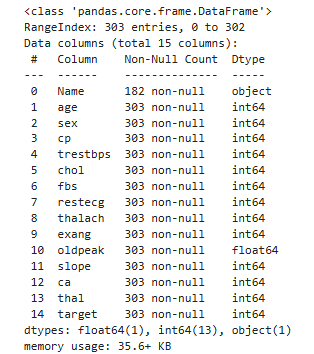 <class 'pandas.core.frame.DataFrame'>
RangeIndex: 303 entries, 0 to 302
Data columns (total 15 columns):
 #   Column    Non-Null Count  Dtype
---  ------    --------------  -----
 0   Name      182 non-null    object
 1   age       303 non-null    int64
 2   sex       303 non-null    int64
 3   cp        303 non-null    int64
 4   trestbps  303 non-null    int64
 5   chol      303 non-null    int64
 6   fbs       303 non-null    int64
 7   restecg   303 non-null    int64
 8   thalach   303 non-null    int64
 9   exang     303 non-null    int64
 10  oldpeak   303 non-null    float64
 11  slope     303 non-null    int64
 12  ca        303 non-null    int64
 13  thal      303 non-null    int64
 14  target    303 non-null    int64
dtypes: float64(1), int64(13), object(1)
memory usage: 35.6+ KB